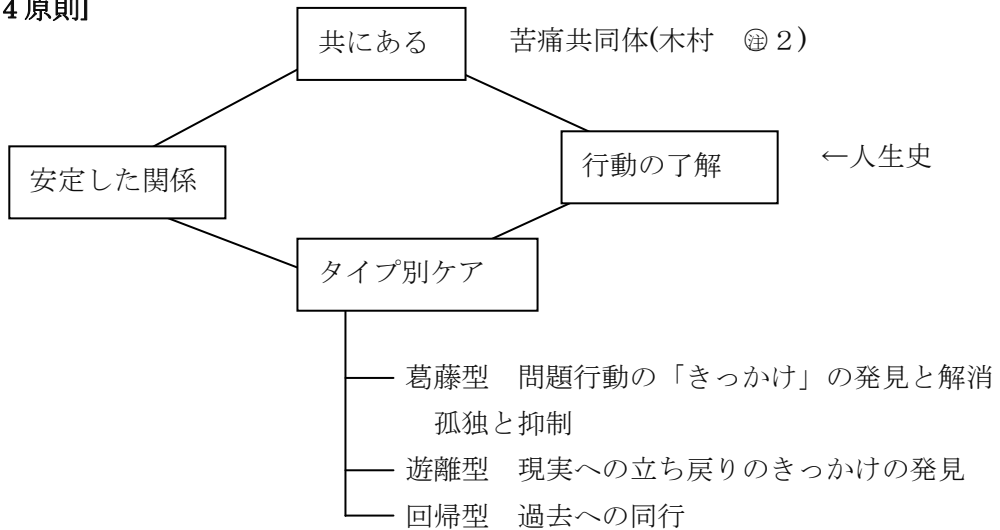 4原則]
共にある　苦痛共同体(木村　㊟2)
安定した関係
行動の了解　←人生史
タイプ別ケア
葛藤型　問題行動の「きっかけ」の発見と解消
孤独と抑制
遊離型　現実への立ち戻りのきっかけの発見
回帰型　過去への同行